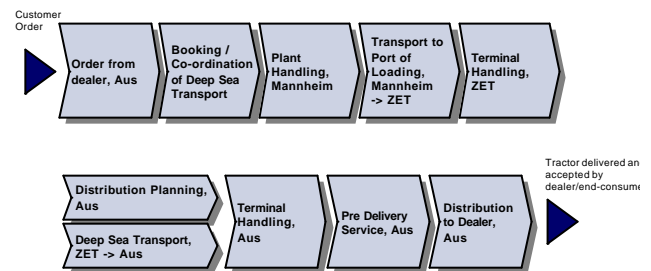 Customer
Order
Order from
dealer, Aus
Booking /
Co-ordination
of Deep Sea
Transport
Plant
Handling,
Mannheim
Transport to
Port of
Loading,
Mannheim
-> ZET
Terminal
Handling,
ZET
Tractor delivered an
accepted by
dealer/end-consume
Distribution Planning,
Aus
Deep Sea Transport,
ZET -> Aus
Terminal
Handling,
Aus
Pre Delivery
Service, Aus
Distribution
to Dealer,
Aus